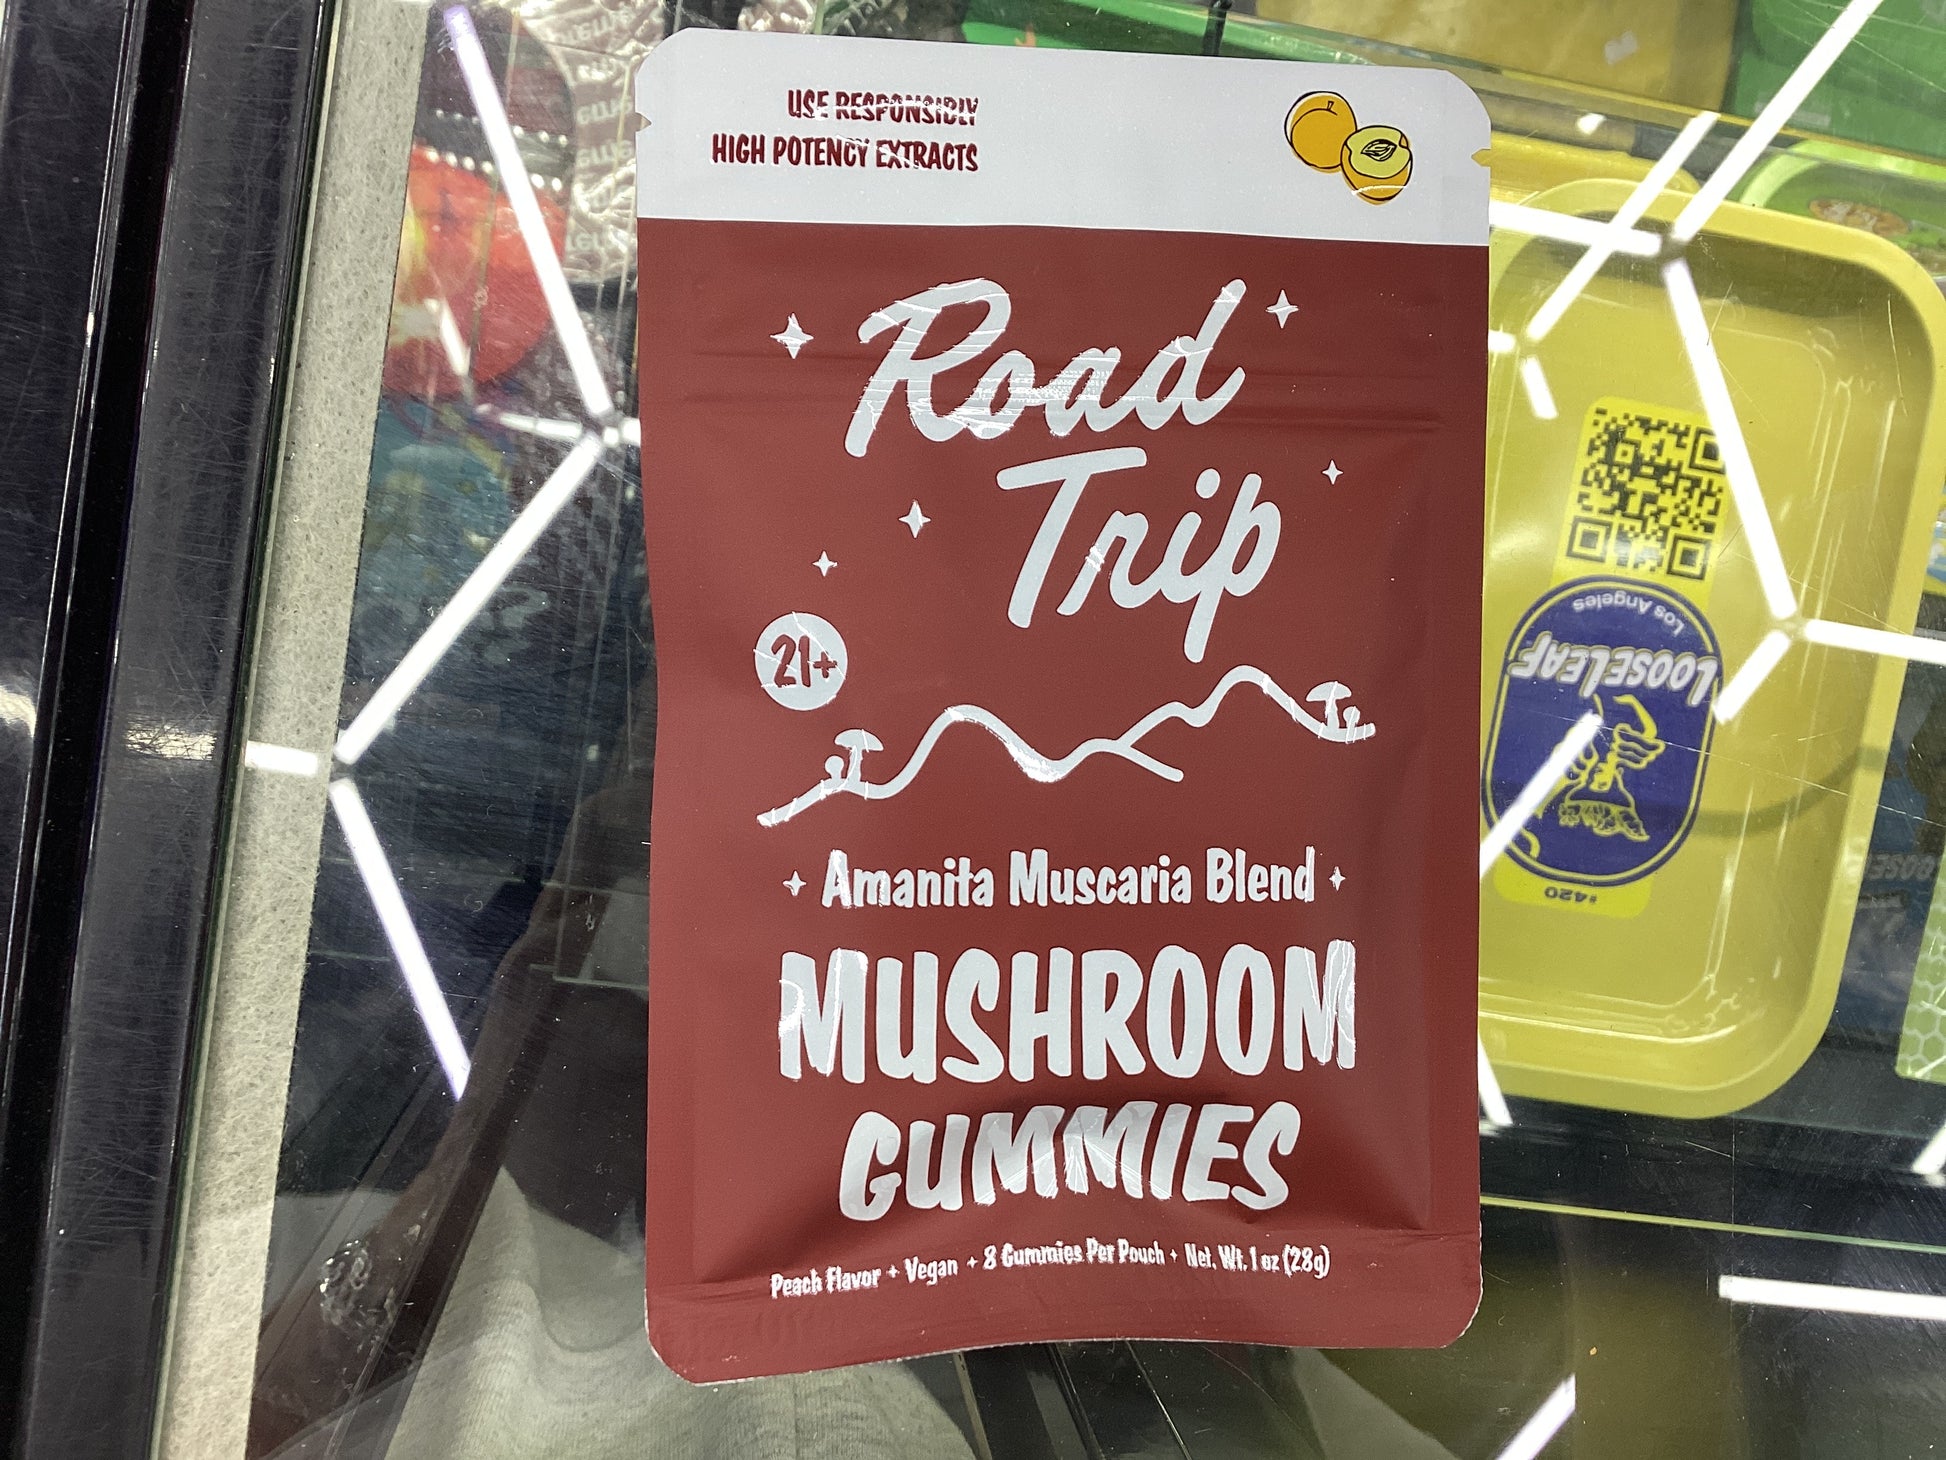 USE RESPONSIBLY
HIGH POTENCY EXTRACTS
Road
Trip
21+
Amanita Muscaria Blend
MUSHROOM
GUMMIES
Peach Flavor + Vegan + 8 Gummies Per Pouch + Net. Wt. 1 oz (28g)
Los Angeles
LOOSELEAF
#420